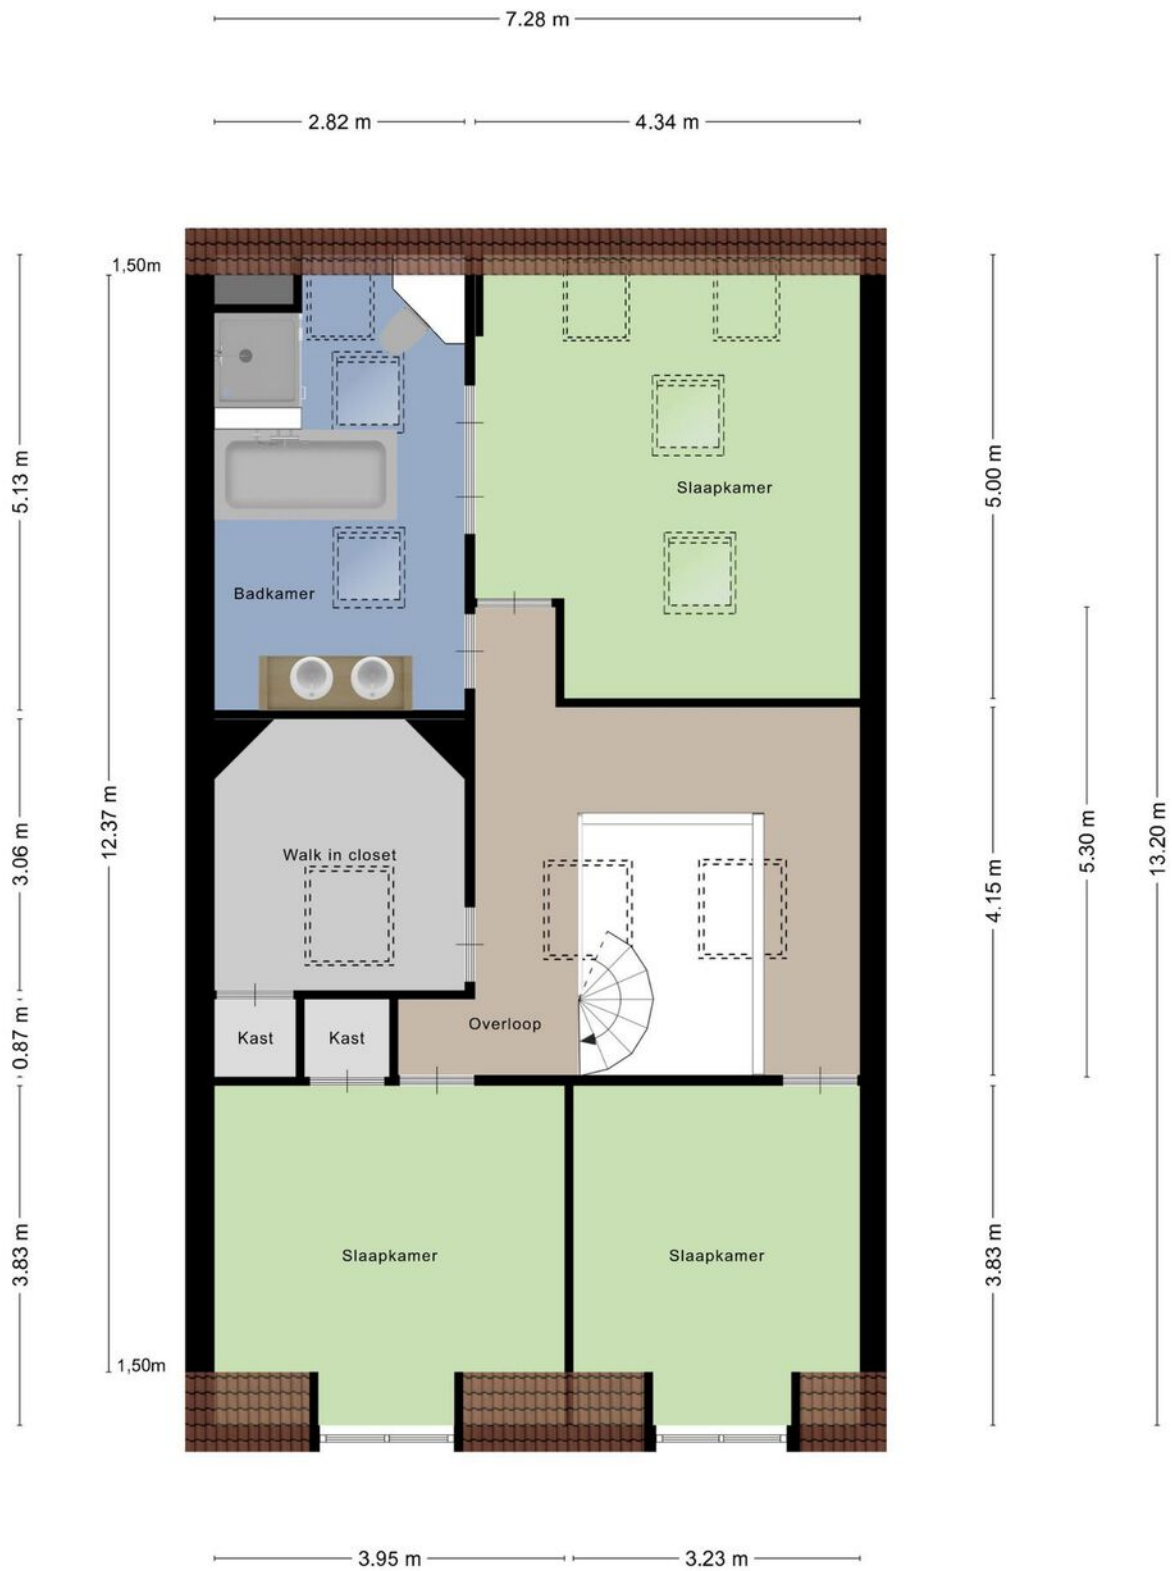 7.28 m
2.82 m
4.34 m
1,50m
5.13 m
5.00 m
Slaapkamer
Badkamer
12.37 m
3.06 m
Walk in closet
5.30 m
13.20 m
4.15 m
0.87 m
Kast
Kast
Overloop
3.83 m
Slaapkamer
Slaapkamer
3.83 m
1,50m
3.95 m
3.23 m